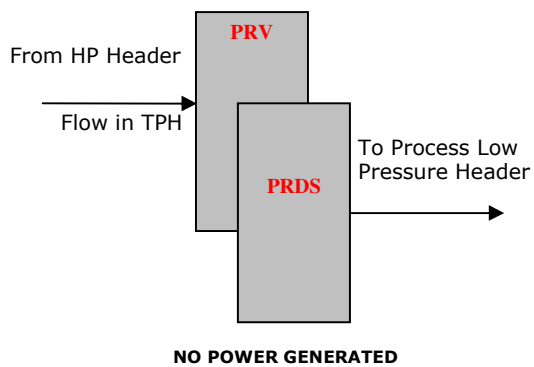 PRV
From HP Header
Flow in TPH
To Process Low
Pressure Header
PRDS
NO POWER GENERATED